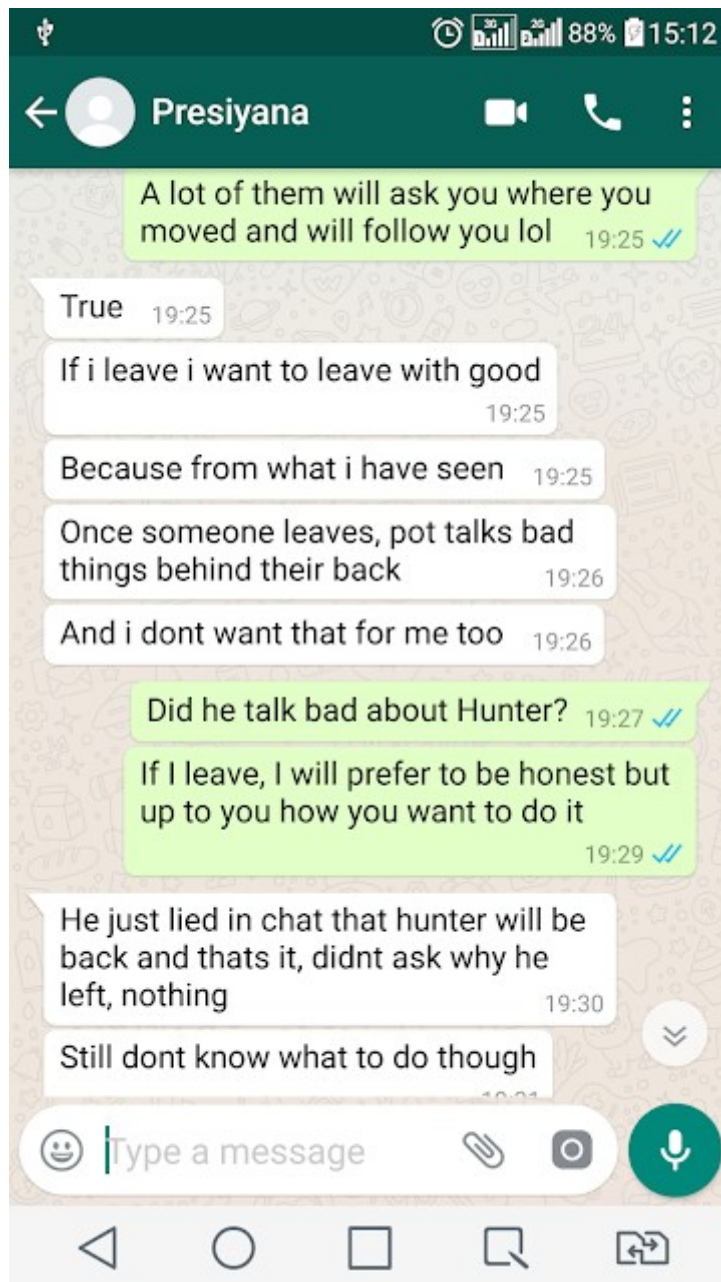 88% 15:12
Presiyana
A lot of them will ask you where you
moved and will follow you lol 19:25
True 19:25
If i leave i want to leave with good
19:25
Because from what i have seen 19:25
Once someone leaves, pot talks bad
things behind their back 19:26
And i dont want that for me too 19:26
Did he talk bad about Hunter? 19:27
If I leave, I will prefer to be honest but
up to you how you want to do it
19:29
He just lied in chat that hunter will be
back and thats it, didnt ask why he
left, nothing 19:30
Still dont know what to do though
Type a message